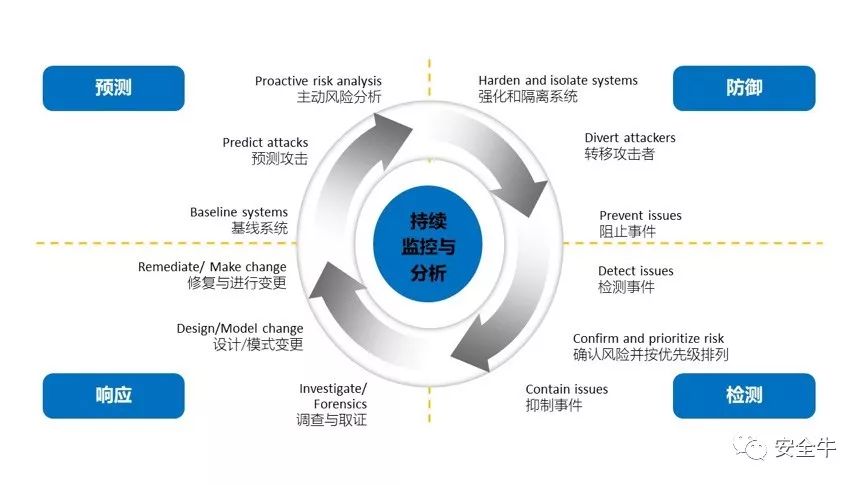 预测
Proactive risk analysis
主动风险分析
Predict attacks
预测攻击
Baseline systems
基线系统
Harden and isolate systems
强化和隔离系统
防御
Divert attackers
转移攻击者
Prevent issues
阻止事件
持续
监控与
分析
Remediate/ Make change
修复与进行变更
Design/Model change
设计/模式变更
响应
Investigate/
Forensics
调查与取证
Detect issues
检测事件
Confirm and prioritize risk
确认风险并按优先级排列
Contain issues
抑制事件
检测
安全牛